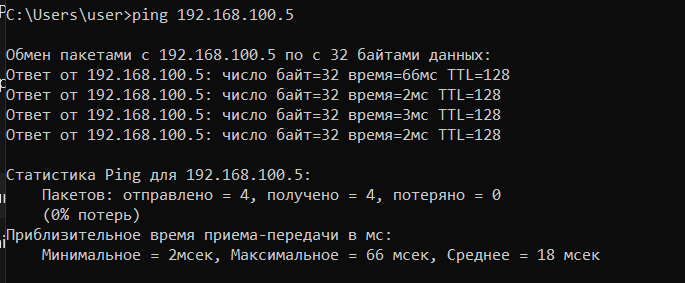 C:\Users\user>ping 192.168.100.5
Обмен пакетами с 192.168.100.5 по с 32 байтами данных:
Ответ от 192.168.100.5: число байт=32 время=66мс TTL=128
Ответ от 192.168.100.5: число байт=32 время=2мс TTL=128
Ответ от 192.168.100.5: число байт=32 время=3мс TTL=128
Ответ от 192.168.100.5: число байт=32 время=2мс TTL=128
Статистика Ping для 192.168.100.5:
Пакетов: отправлено = 4, получено = 4, потеряно = 0
(0% потерь)
Приблизительное время приема-передачи в мс:
Минимальное = 2мсек, Максимальное = 66 мсек, Среднее = 18 мсек